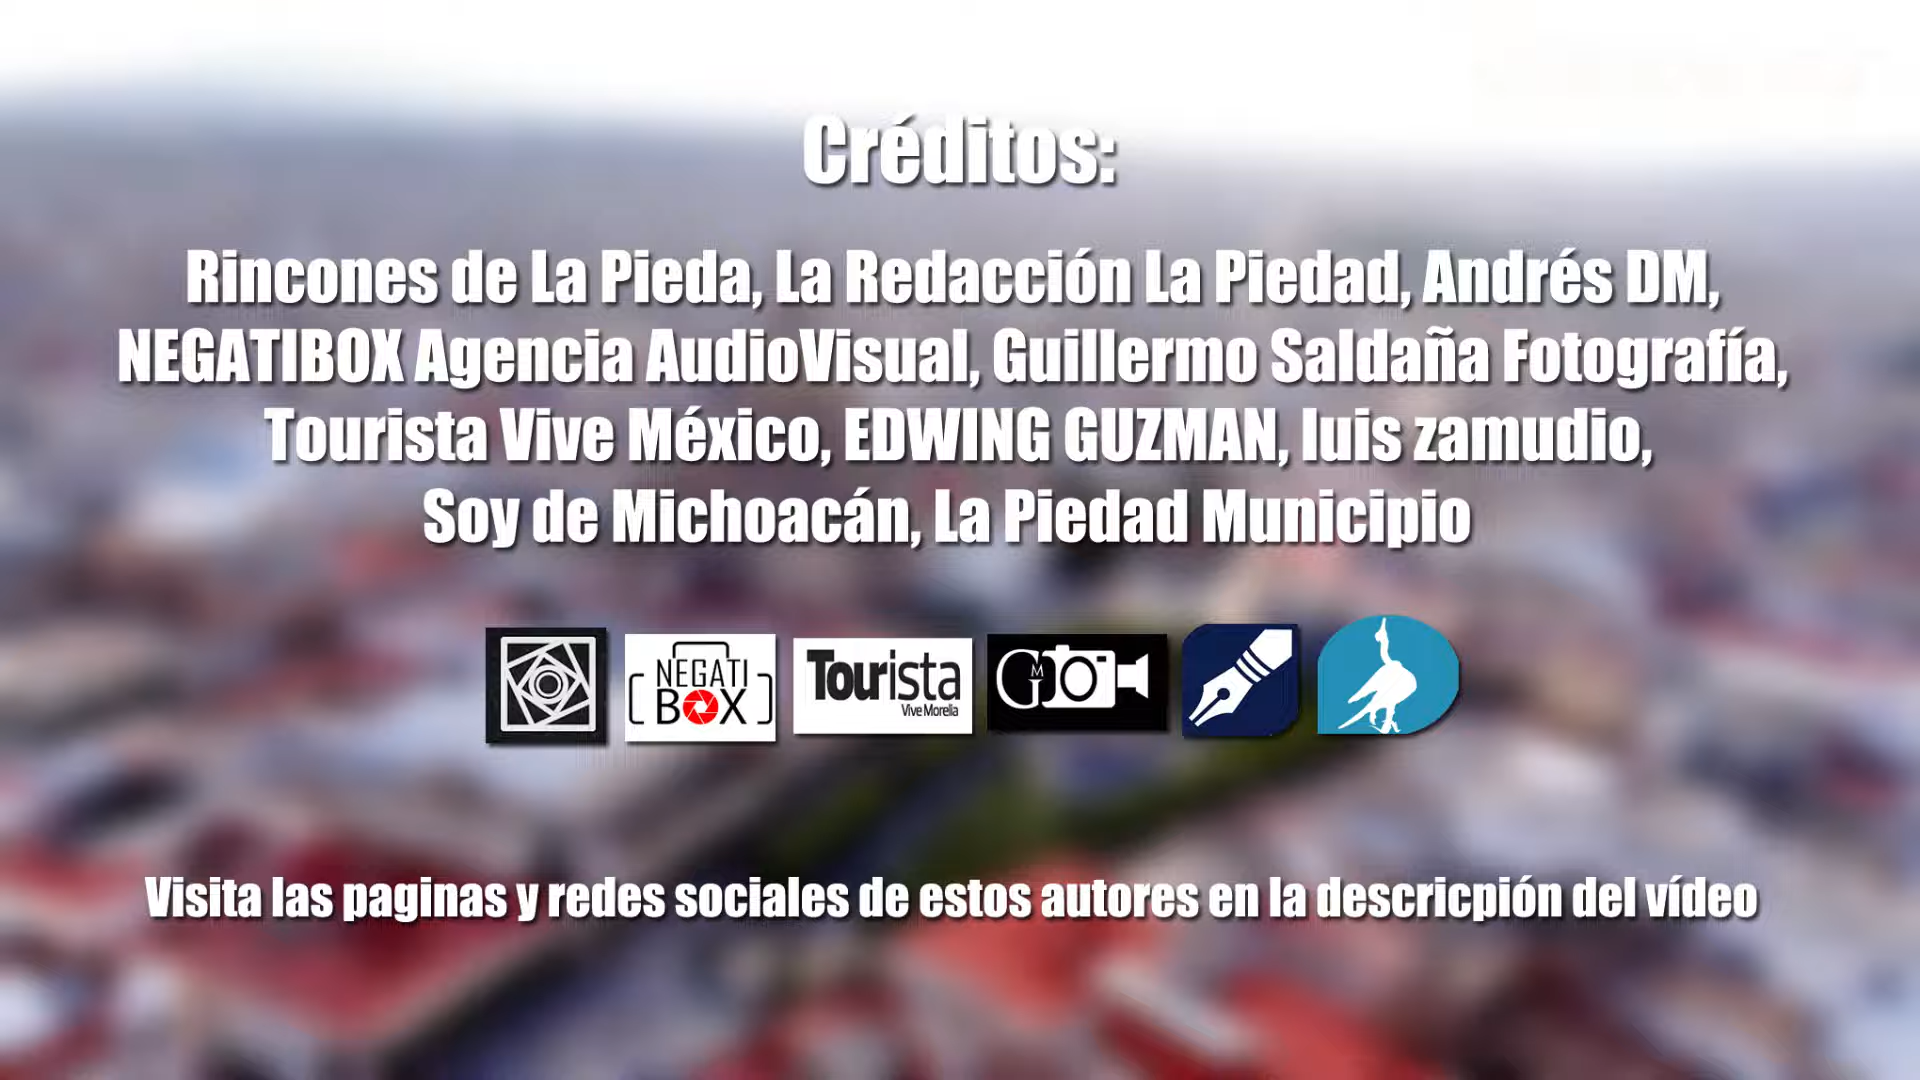 Créditos:
Rincones de La Pieda, La Redacción La Piedad, Andrés DM,
NEGATIBOX Agencia AudioVisual, Guillermo Saldaña Fotografía,
Tourista Vive México, EDWING GUZMAN, luis zamudio,
Soy de Michoacán, La Piedad Municipio
NEGATI
BOX
Tourista
Vive Morelia
GM
Visita las paginas y redes sociales de estos autores en la descricpión del vídeo